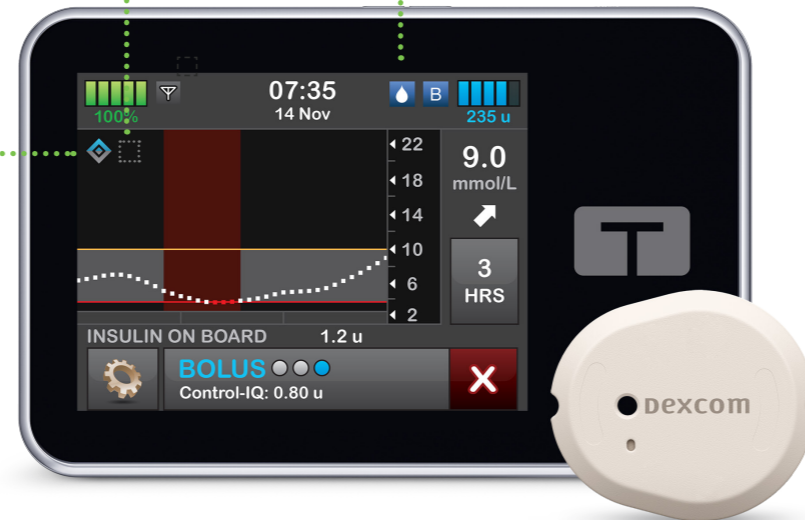 07:35
14 Nov
100%
B
235 u
22
18
14
10
6
2
9.0
mmol/L
3
HRS
INSULIN ON BOARD 1.2 u
BOLUS
Control-IQ: 0.80 u
X
T
Dexcom